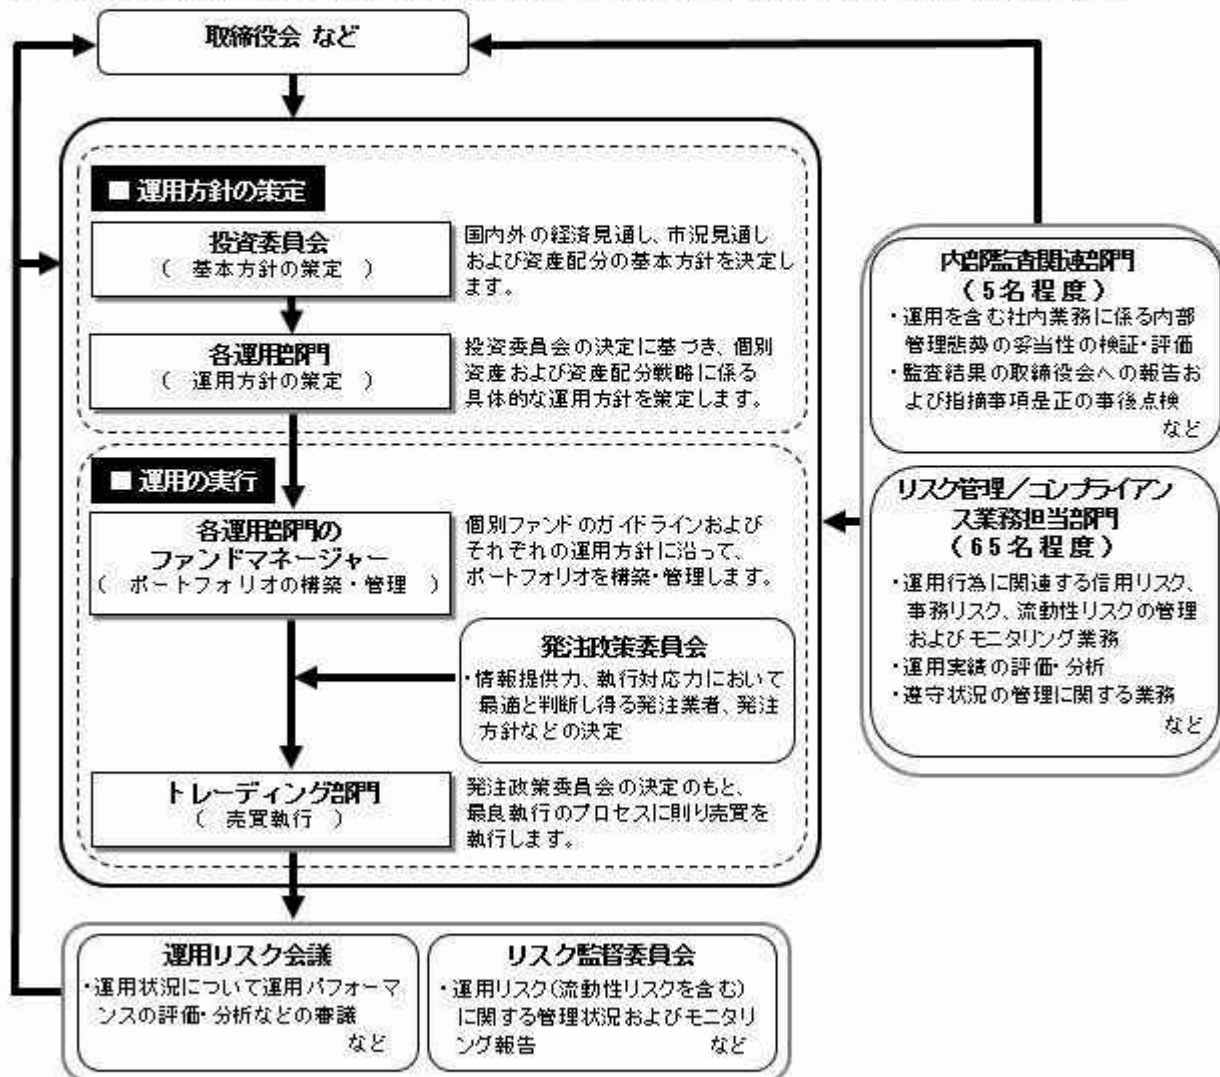 取締役会 など
■ 運用方針の策定
投資委員会
( 基本方針の策定 )
国内外の経済見通し、市況見通し
および資産配分の基本方針を決定し
ます。
各運用部門
( 運用方針の策定 )
投資委員会の決定に基づき、個別
資産および資産配分戦略に係る
具体的な運用方針を策定します。
■ 運用の実行
各運用部門の
ファンドマネージャー
( ポートフォリオの構築・管理 )
個別ファンドのガイドラインおよび
それぞれの運用方針に沿って、
ポートフォリオを構築・管理します。
発注政策委員会
・情報提供力、執行対応力において
最適と判断し得る発注業者、発注
方針などの決定
トレーディング部門
( 売買執行 )
発注政策委員会の決定のもと、
最良執行のプロセスに則り売買を
執行します。
内部監査関連部門
(5名程度)
・運用を含む社内業務に係る内部
管理態勢の妥当性の検証・評価
・監査結果の取締役会への報告お
よび指摘事項是正の事後点検
など
リスク管理/コンプライアン
ス業務担当部門
(65名程度)
・運用行為に関連する信用リスク、
事務リスク、流動性リスクの管理
およびモニタリング業務
・運用実績の評価・分析
・遵守状況の管理に関する業務
など
運用リスク会議
・運用状況について運用パフォーマ
ンスの評価・分析などの審議
など
リスク監督委員会
・運用リスク(流動性リスクを含む)
に関する管理状況およびモニタリ
ング報告 など